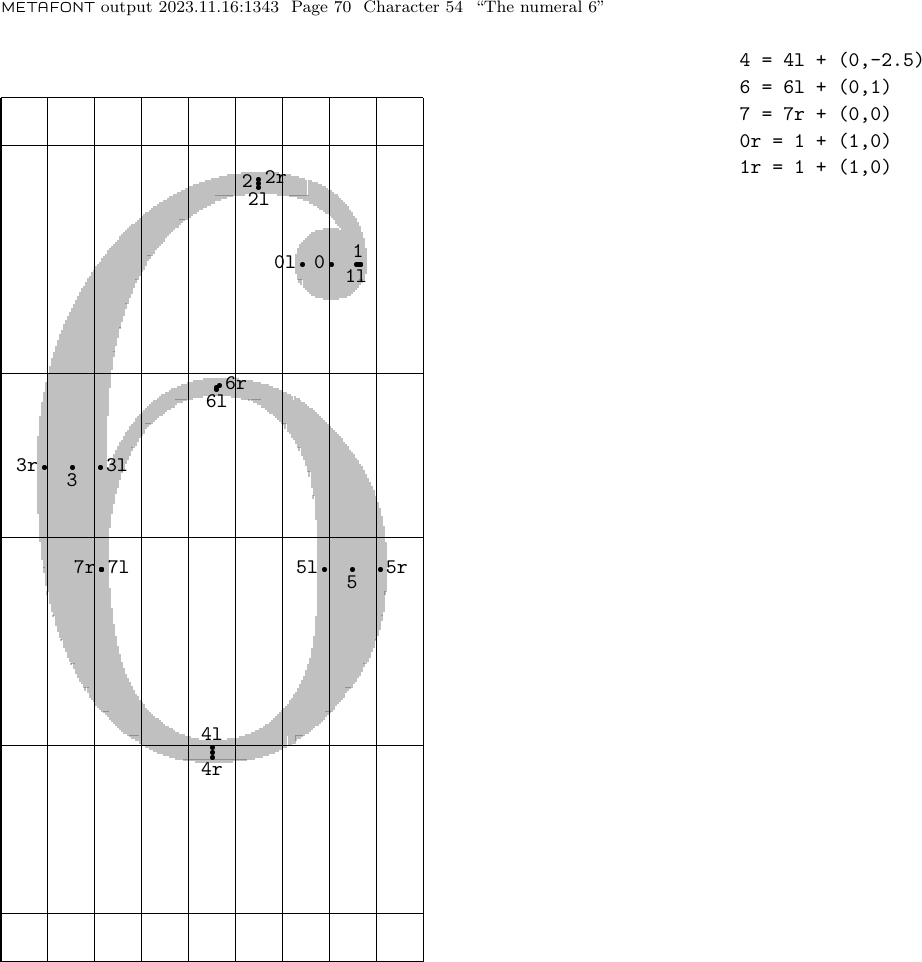 METAFONT output 2023.11.16:1343 Page 70 Character 54 “The numeral 6”
4 = 4l + (0,-2.5)
6 = 6l + (0,1)
7 = 7r + (0,0)
0r = 1 + (1,0)
1r = 1 + (1,0)
2 2r
2l
1
0l 0
1l
6r
6l
3r 3l
3
7r 7l 5l 5r
5
4l
4r